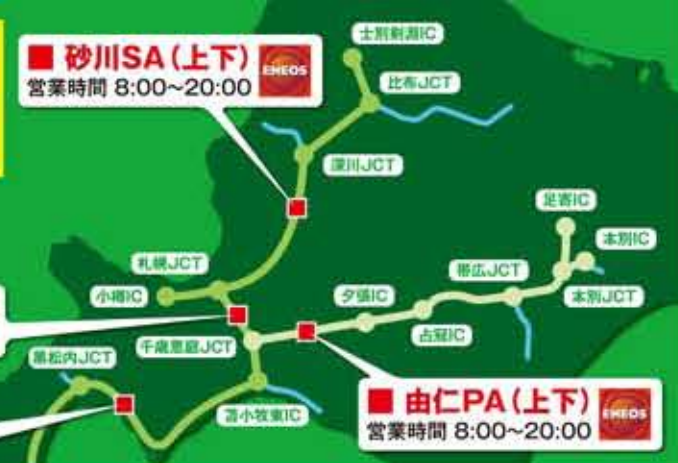 士別剣淵IC
■ 砂川SA(上下)
ENEOS
営業時間 8:00~20:00
比布JCT
深川JCT
足寄IC
本別IC
札幌JCT
帯広JCT
小樽IC
夕張IC
本別JCT
占冠IC
千歳恵庭JCT
黒松内JCT
苫小牧東IC
■ 由仁PA(上下)
ENEOS
営業時間 8:00~20:00